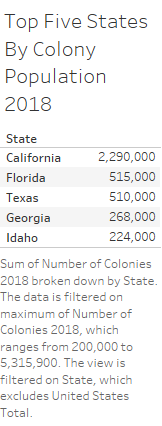 Top Five States
By Colony
Population
2018
State
California 2,290,000
Florida 515,000
Texas 510,000
Georgia 268,000
Idaho 224,000
Sum of Number of Colonies
2018 broken down by State.
The data is filtered on
maximum of Number of
Colonies 2018, which
ranges from 200,000 to
5,315,900. The view is
filtered on State, which
excludes United States
Total.